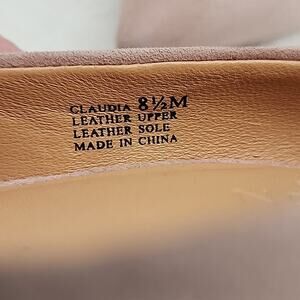 CLAUDIA 8½M
LEATHER UPPER
LEATHER SOLE
MADE IN CHINA